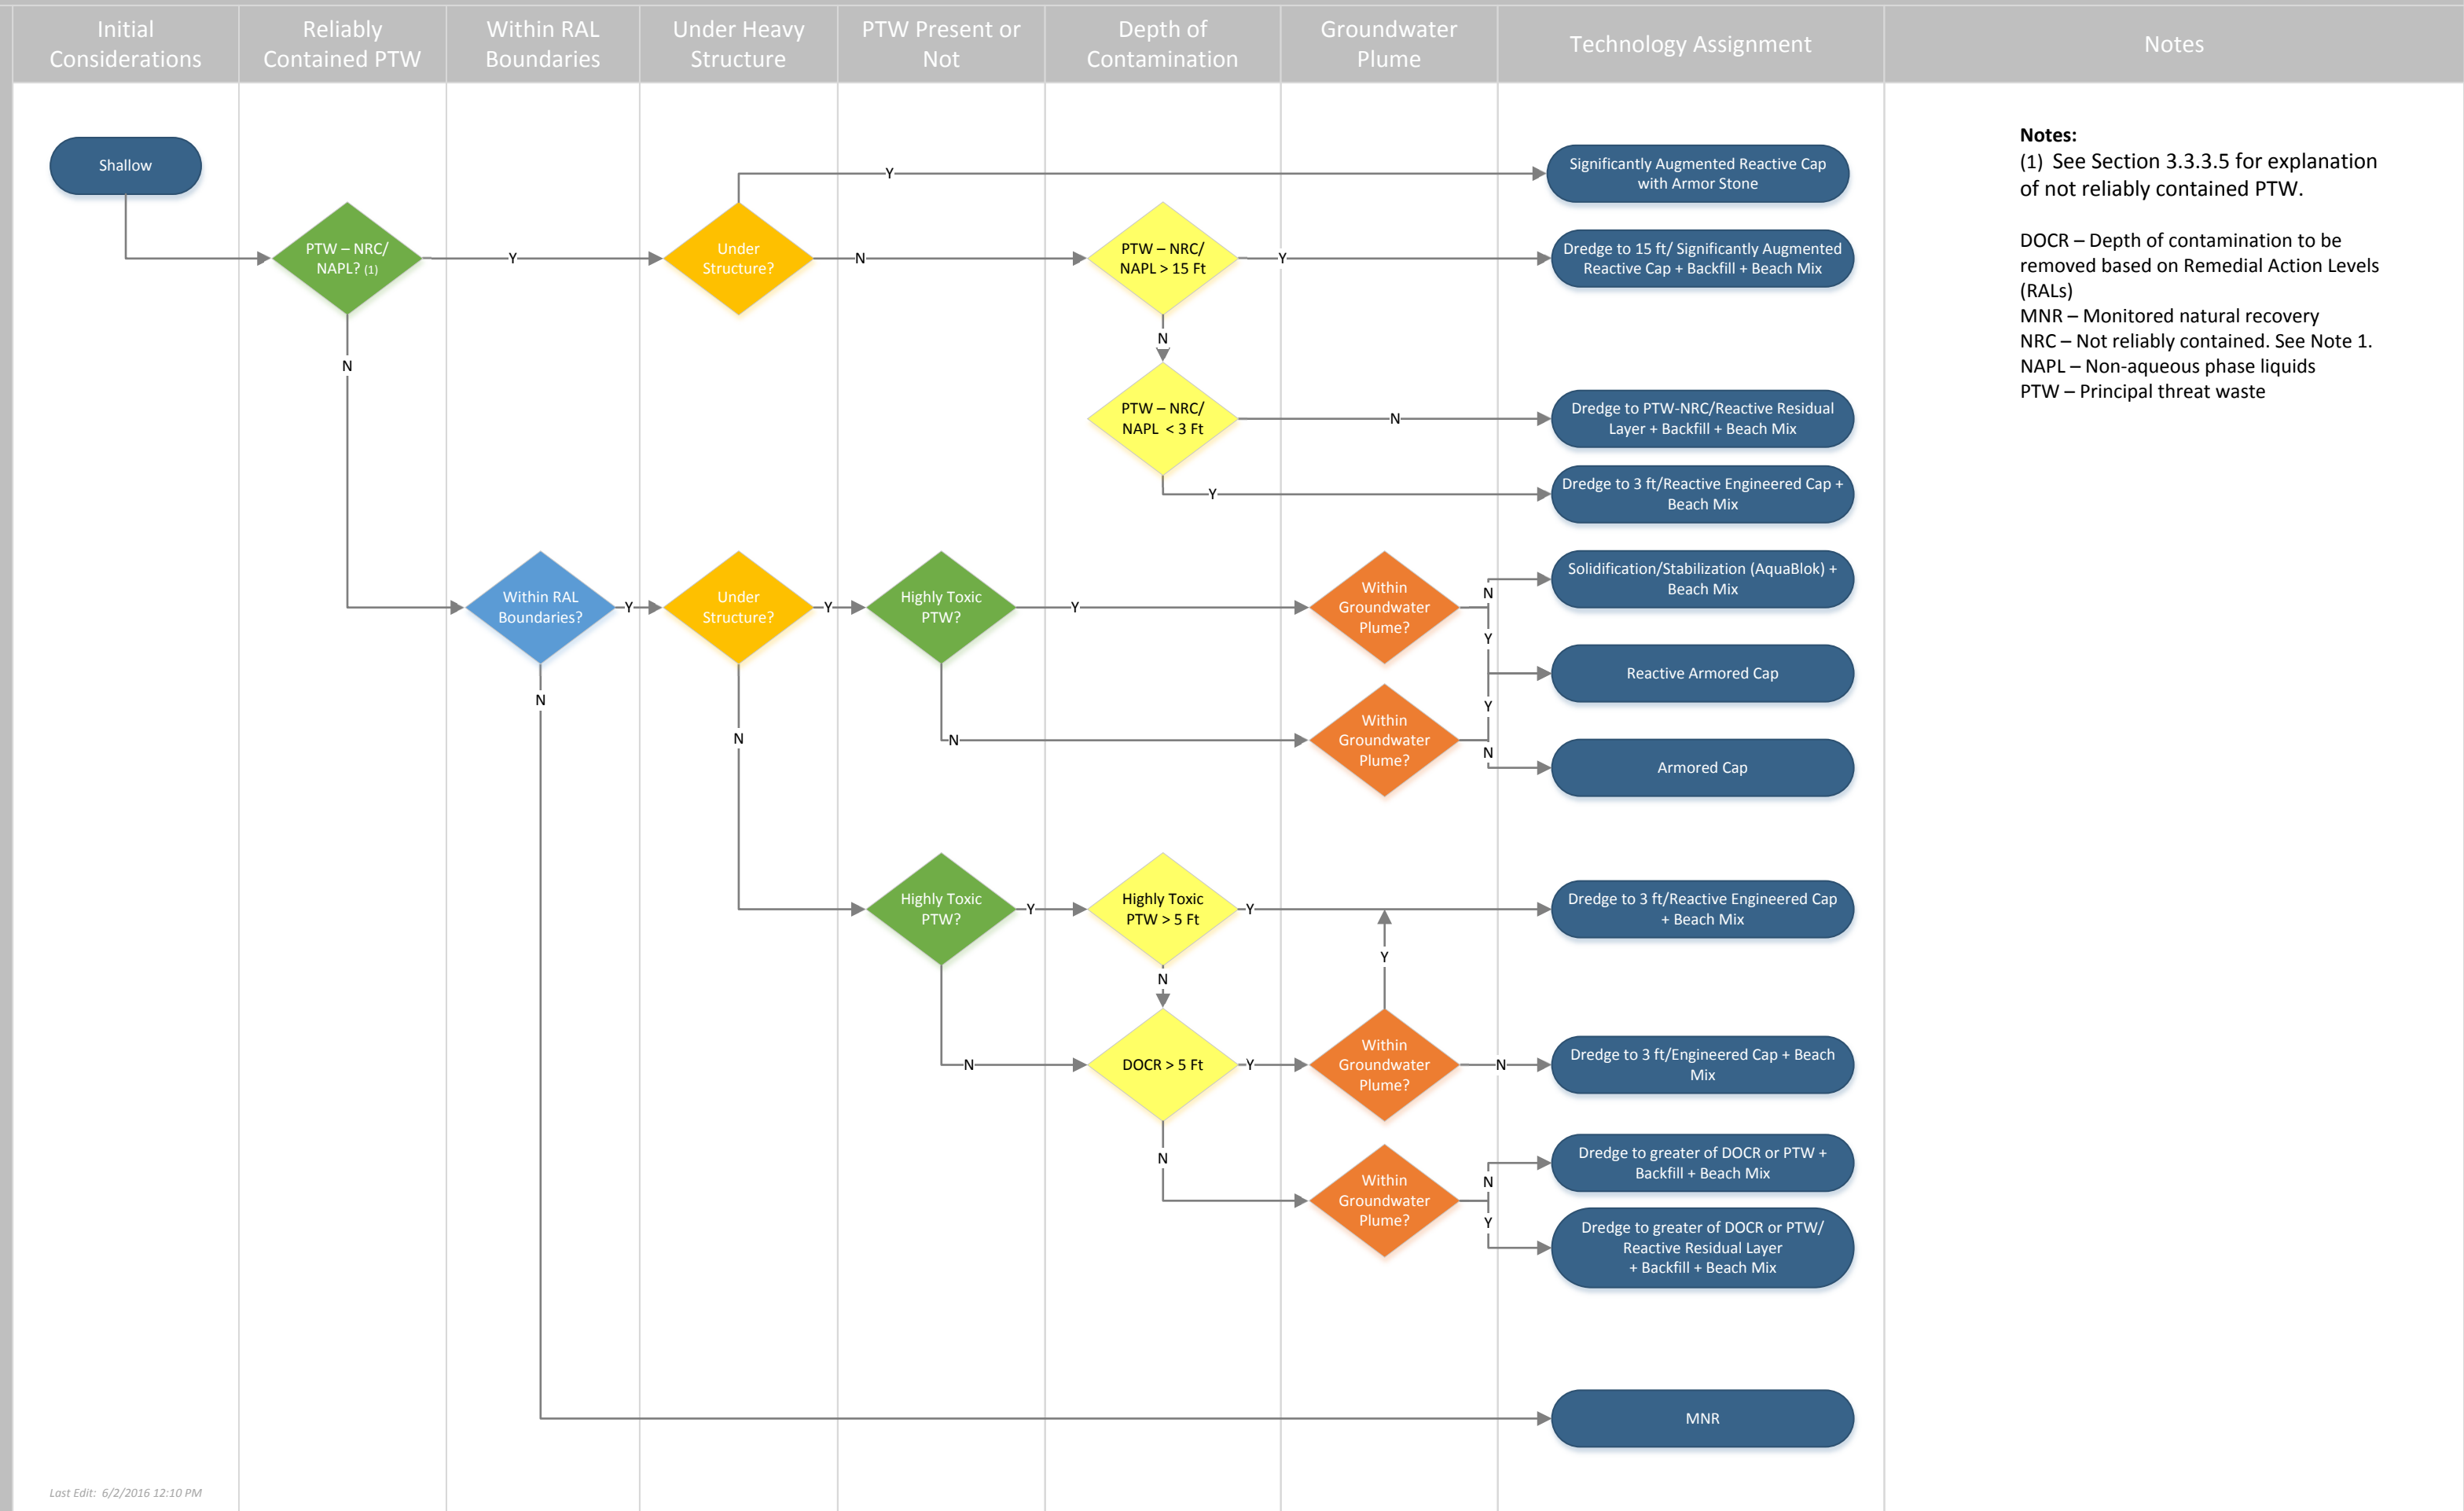 Initial
Considerations
Reliably
Contained PTW
Within RAL
Boundaries
Under Heavy
Structure
PTW Present or
Not
Depth of
Contamination
Groundwater
Plume
Technology Assignment
Notes
Shallow
PTW – NRC/
NAPL? (1)
Y
N
Under
Structure?
Y
N
PTW – NRC/
NAPL > 15 Ft
Y
N
PTW – NRC/
NAPL < 3 Ft
N
Y
Significantly Augmented Reactive Cap
with Armor Stone
Dredge to 15 ft/ Significantly Augmented
Reactive Cap + Backfill + Beach Mix
Dredge to PTW-NRC/Reactive Residual
Layer + Backfill + Beach Mix
Dredge to 3 ft/Reactive Engineered Cap +
Beach Mix
Within RAL
Boundaries?
Y
N
Under
Structure?
Y
N
Highly Toxic
PTW?
Y
N
Within
Groundwater
Plume?
N
Y
Within
Groundwater
Plume?
Y
N
Solidification/Stabilization (AquaBlok) +
Beach Mix
Reactive Armored Cap
Armored Cap
Highly Toxic
PTW?
Y
N
Highly Toxic
PTW > 5 Ft
Y
N
DOCR > 5 Ft
Y
N
Within
Groundwater
Plume?
Y
N
Within
Groundwater
Plume?
N
Y
Dredge to 3 ft/Reactive Engineered Cap
+ Beach Mix
Dredge to 3 ft/Engineered Cap + Beach
Mix
Dredge to greater of DOCR or PTW +
Backfill + Beach Mix
Dredge to greater of DOCR or PTW/
Reactive Residual Layer
+ Backfill + Beach Mix
MNR
Notes:
(1) See Section 3.3.3.5 for explanation
of not reliably contained PTW.
DOCR – Depth of contamination to be
removed based on Remedial Action Levels
(RALs)
MNR – Monitored natural recovery
NRC – Not reliably contained. See Note 1.
NAPL – Non-aqueous phase liquids
PTW – Principal threat waste
Last Edit: 6/2/2016 12:10 PM